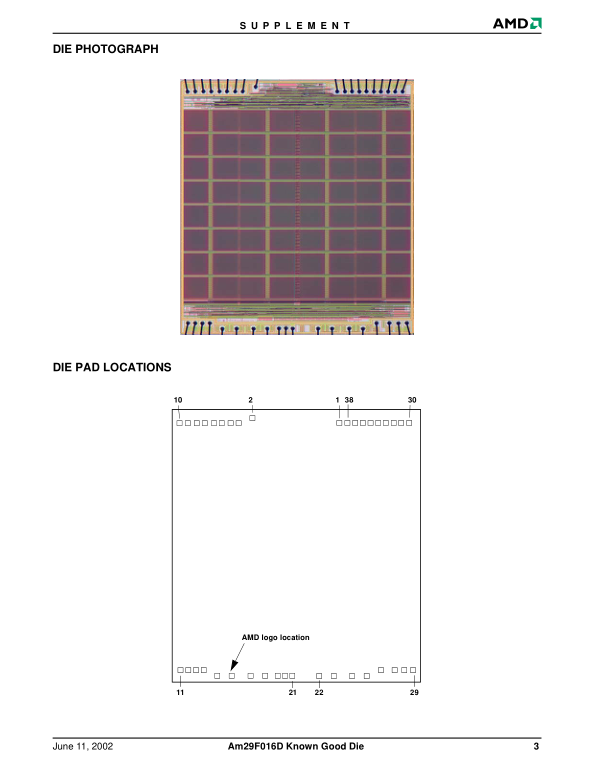 SUPPLEMENT
AMD
DIE PHOTOGRAPH
DIE PAD LOCATIONS
10 2 1 38 30
AMD logo location
11 21 22 29
June 11, 2002 Am29F016D Known Good Die 3